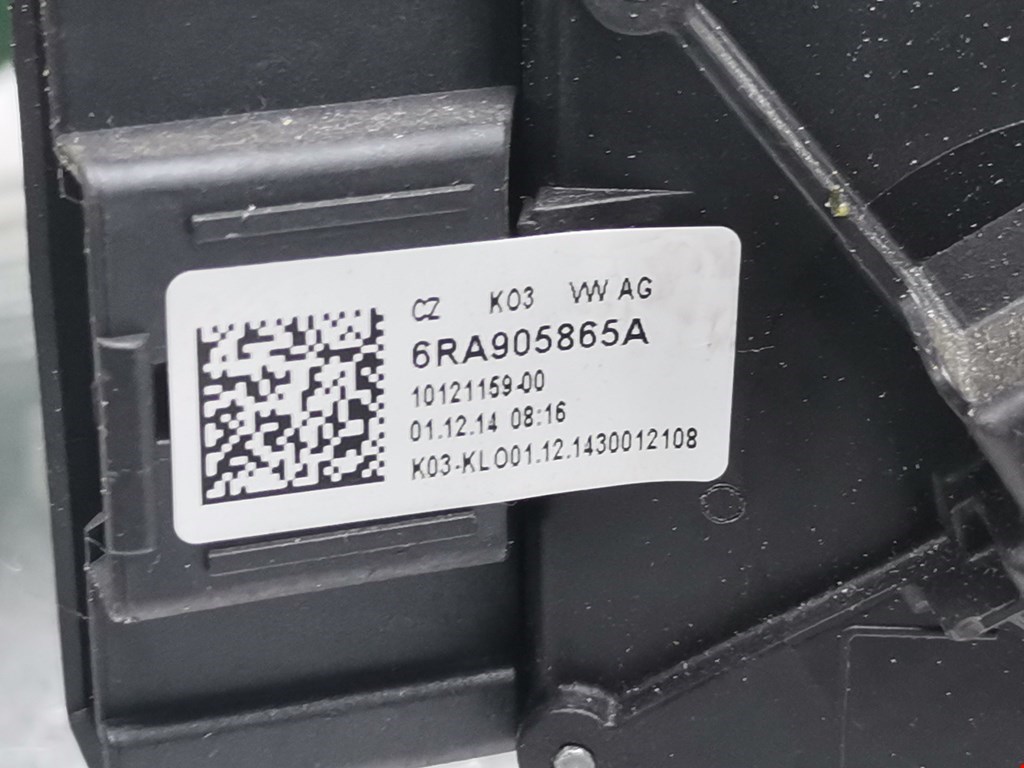 CZ K03 VW AG
6RA905865A
10121159-00
01.12.14 08:16
K03-KLO01.12.1430012108